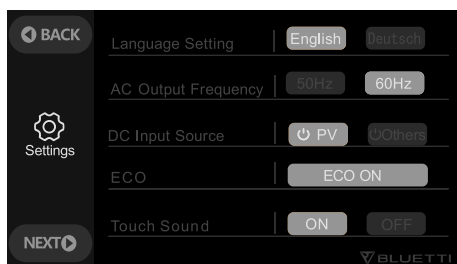 BACK
Language Setting English Deutsch
AC Output Frequency 50Hz 60Hz
Settings
DC Input Source PV Others
ECO ECO ON
Touch Sound ON OFF
NEXT
BLUETTI